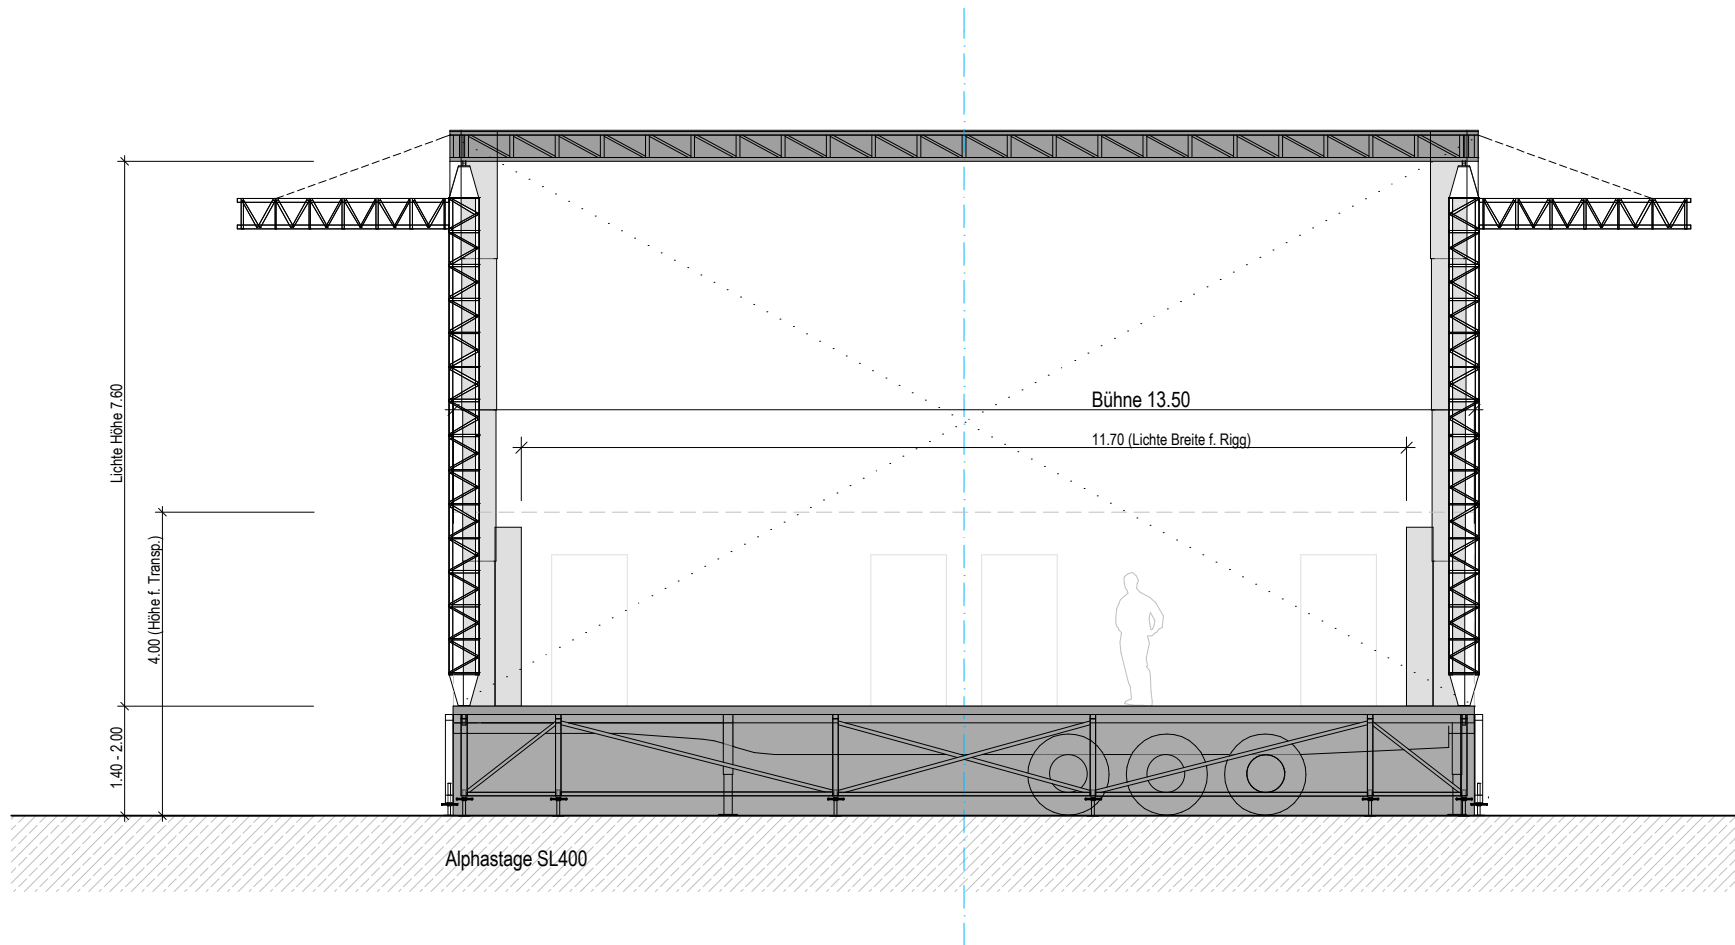 Lichte Höhe 7.60
Bühne 13.50
11.70 (Lichte Breite f. Rigg)
4.00 (Höhe f. Transp.)
1.40 - 2.00
Alphastage SL400